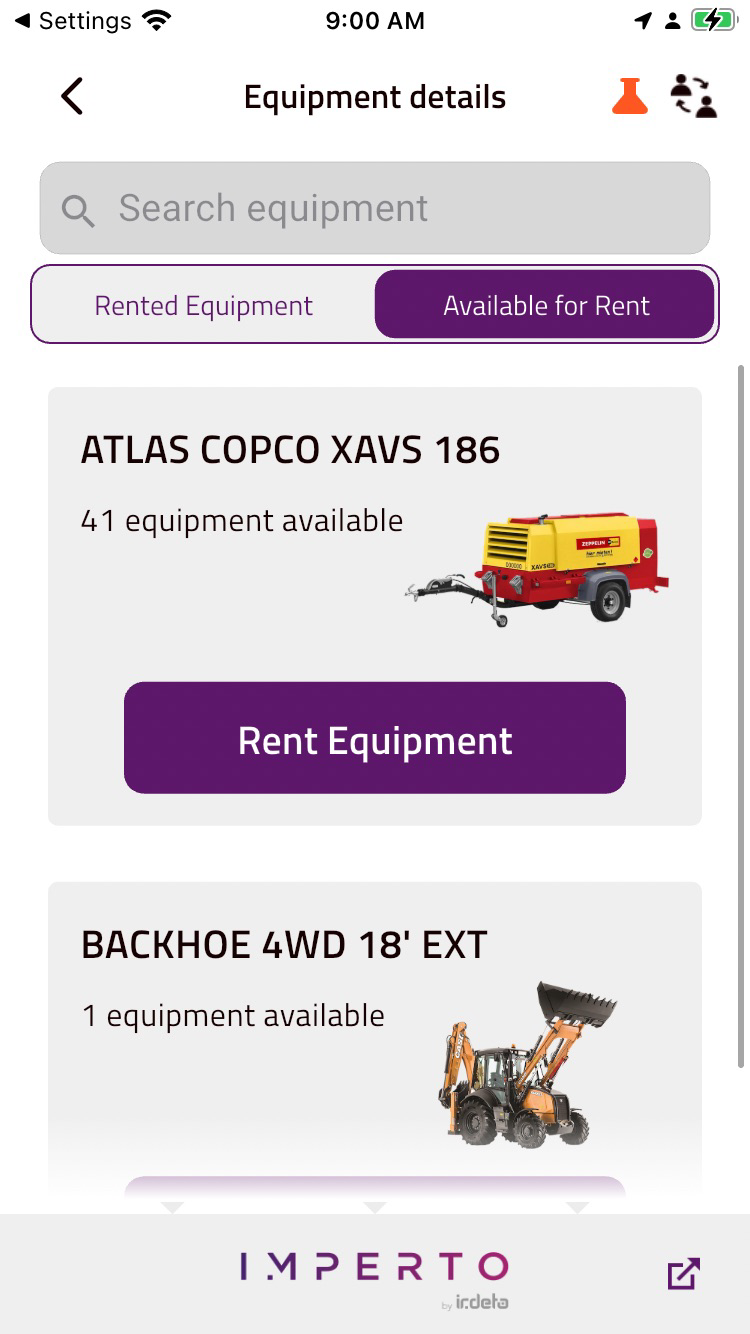 Settings
9:00 AM
Equipment details
Search equipment
Rented Equipment
Available for Rent
ATLAS COPCO XAVS 186
41 equipment available
ZEPPELIN
Rent Equipment
BACKHOE 4WD 18' EXT
1 equipment available
CASE
IMPERTO
by irdeto